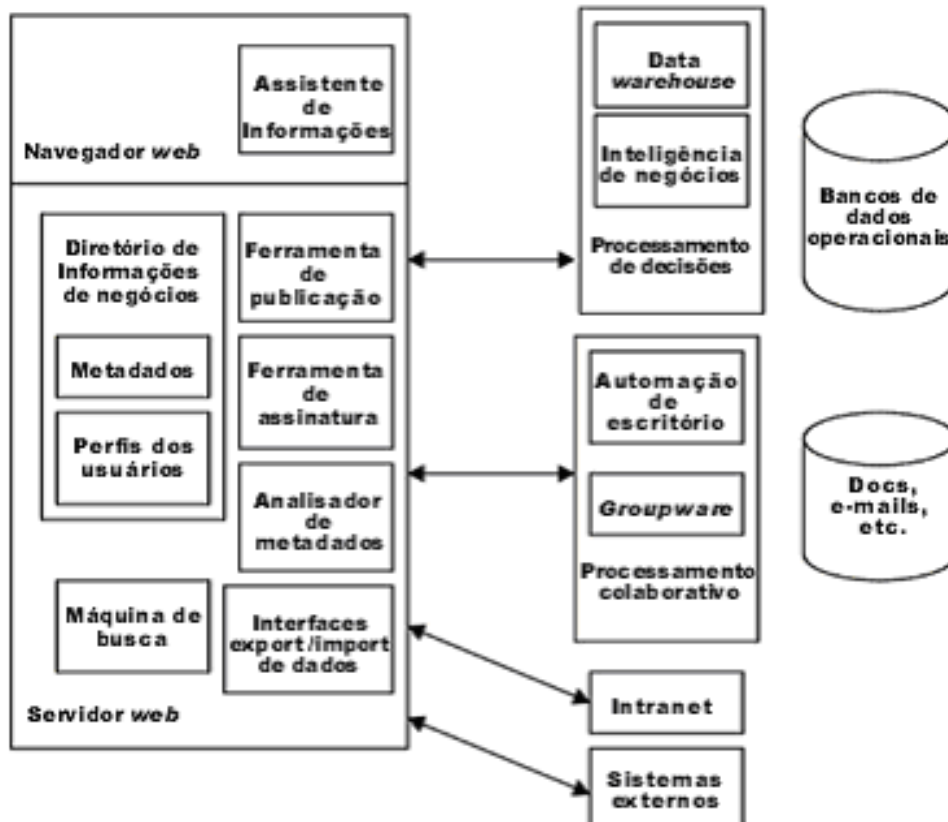 Assistente
de
Informações
Navegador web
Diretório de
Informações
de negócios
Metadados
Perfis dos
usuários
Máquina de
busca
Servidor web
Ferramenta
de
publicação
Ferramenta
de
assinatura
Analisador
de
metadados
Interfaces
export/import
de dados
Data
warehouse
Inteligência
de negócios
Processamento
de decisões
Automação
de
escritório
Groupware
Processamento
colaborativo
Intranet
Sistemas
externos
Bancos de
dados
operacionais
Docs,
e-mails,
etc.